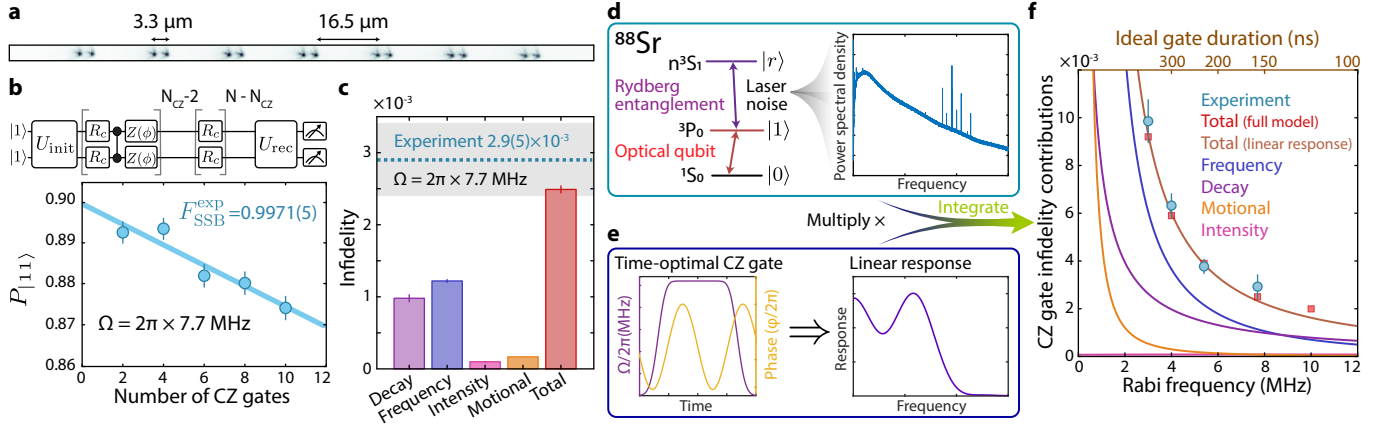 a
3.3 μm
16.5 μm
b
N_CZ-2
N - N_CZ
|1⟩
|1⟩
U_init
R_c
R_c
Z(ϕ)
Z(ϕ)
R_c
R_c
U_rec
0.90
0.89
0.88
0.87
0.86
P_|11⟩
F_SSB^exp=0.9971(5)
Ω = 2π × 7.7 MHz
0
2
4
6
8
10
12
Number of CZ gates
c
×10⁻³
Experiment 2.9(5)×10⁻³
Ω = 2π × 7.7 MHz
3
2
1
0
Infidelity
Decay
Frequency
Intensity
Motional
Total
d
⁸⁸Sr
n³S₁
|r⟩
Rydberg
entanglement
Laser
noise
³P₀
|1⟩
Optical qubit
¹S₀
|0⟩
Power spectral density
Frequency
Multiply ×
Integrate
e
Time-optimal CZ gate
Linear response
Ω/2π(MHz)
Phase (φ/2π)
Time
Response
Frequency
f
Ideal gate duration (ns)
×10⁻³
300
200
150
100
10
8
6
4
2
0
CZ gate infidelity contributions
Experiment
Total (full model)
Total (linear response)
Frequency
Decay
Motional
Intensity
0
2
4
6
8
10
12
Rabi frequency (MHz)